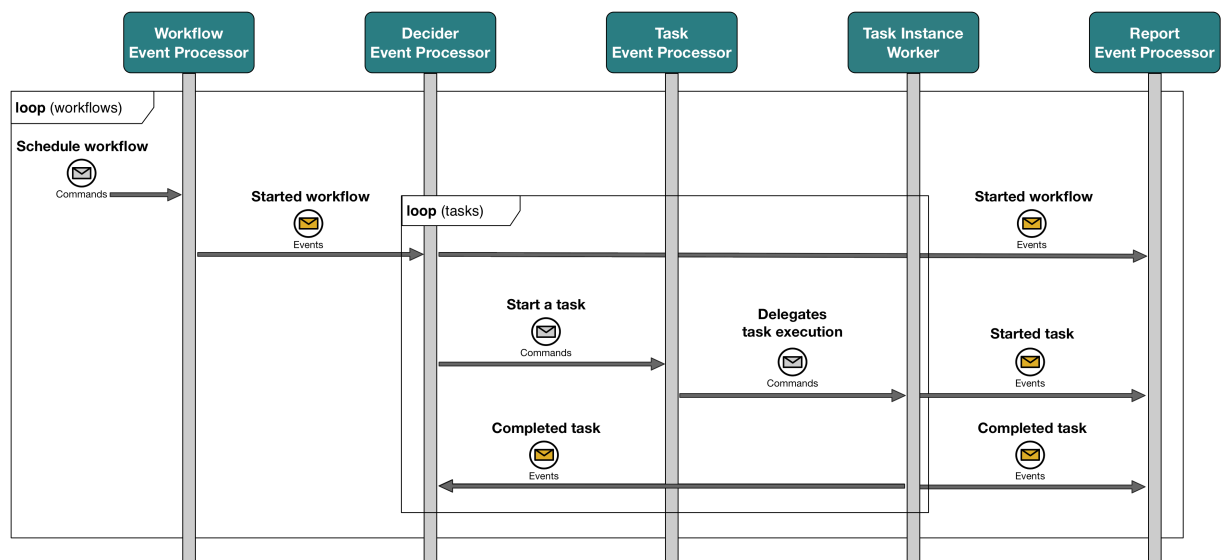 Workflow
Event Processor
Decider
Event Processor
Task
Event Processor
Task Instance
Worker
Report
Event Processor
loop (workflows)
Schedule workflow
Commands
Started workflow
Events
loop (tasks)
Started workflow
Events
Start a task
Commands
Delegates
task execution
Commands
Started task
Events
Completed task
Events
Completed task
Events